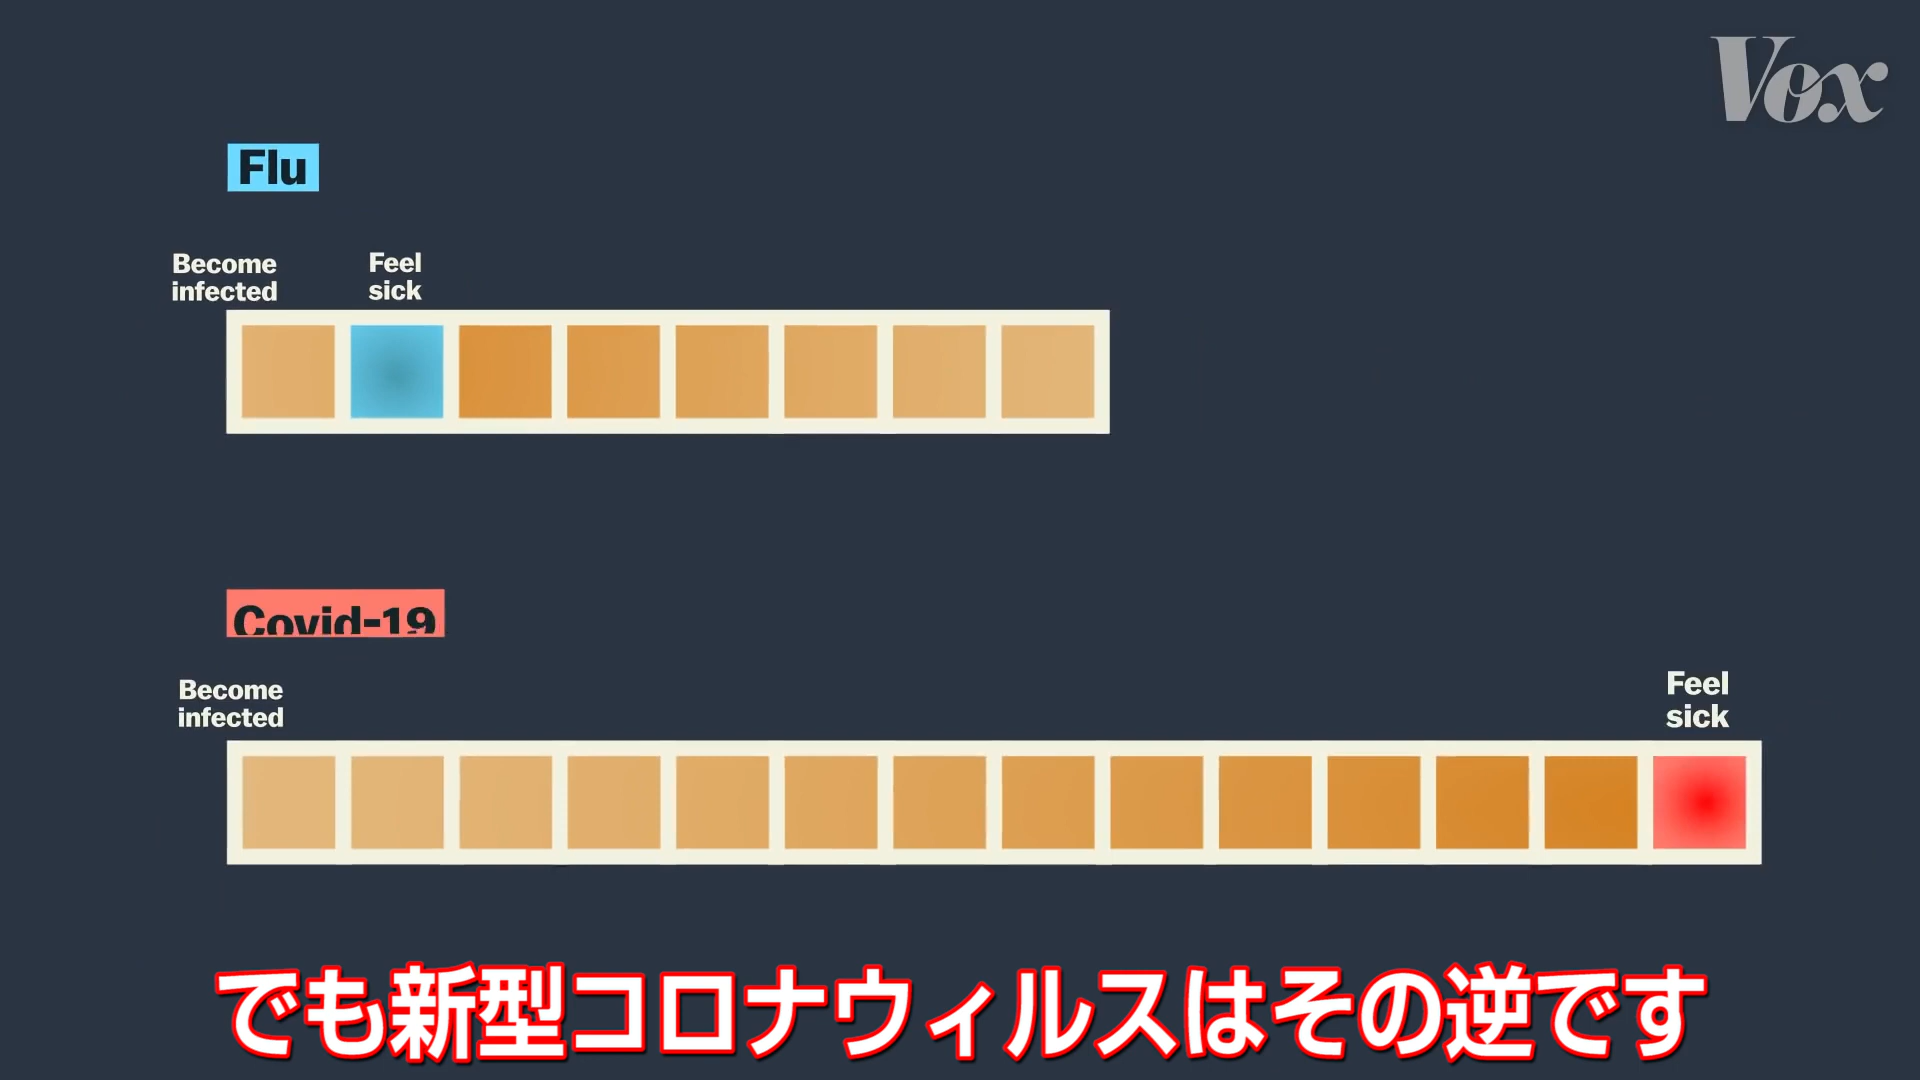 Vox
Flu
Become
infected
Feel
sick
Covid-19
Become
infected
Feel
sick
でも新型コロナウィルスはその逆です